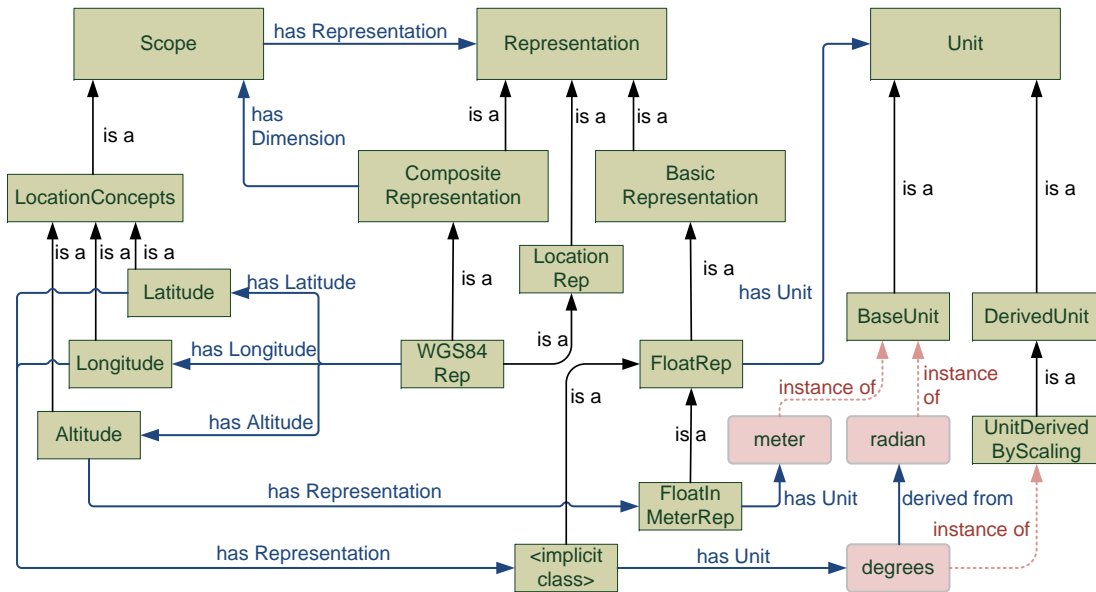 Scope
has Representation
Representation
Unit
is a
has
Dimension
is a
is a
is a
Composite
Representation
Basic
Representation
LocationConcepts
is a
is a
is a
is a
is a
Location
Rep
is a
has Unit
Latitude
has Latitude
BaseUnit
DerivedUnit
Longitude
has Longitude
WGS84
Rep
is a
is a
FloatRep
is a
instance of
instance
of
is a
Altitude
has Altitude
is a
meter
radian
UnitDerived
ByScaling
has Representation
FloatIn
MeterRep
has Unit
derived from
instance of
has Representation
<implicit
class>
has Unit
degrees